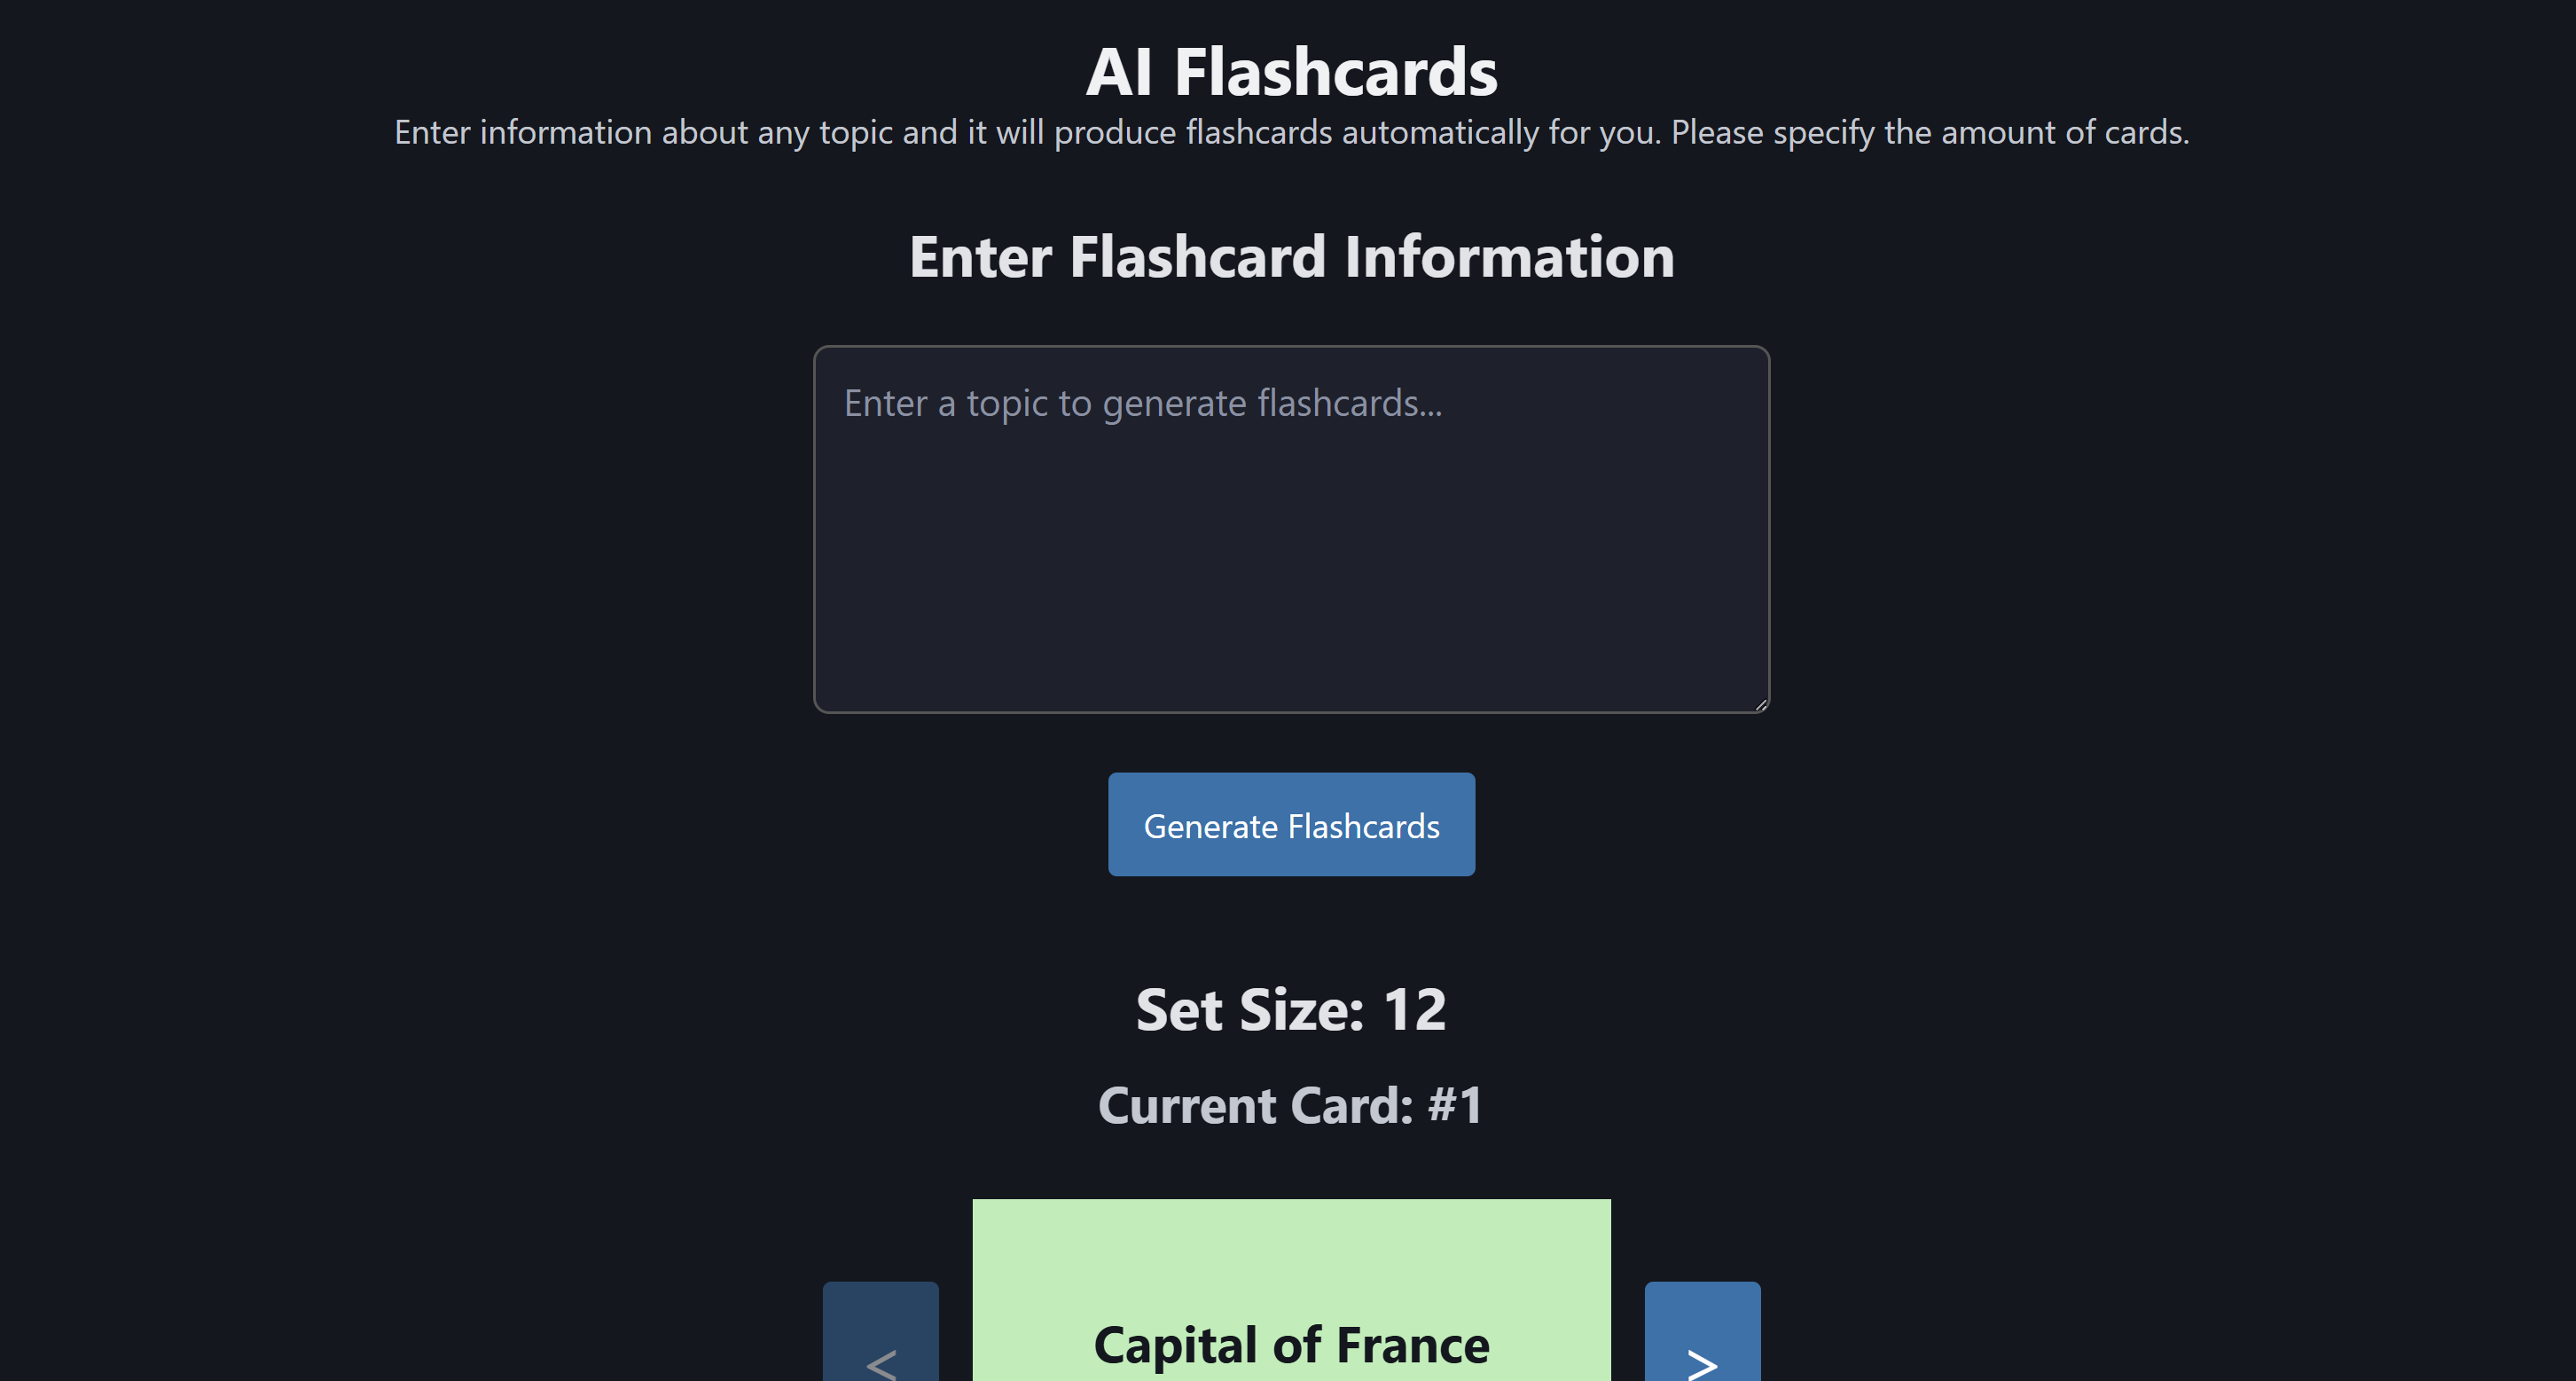 AI Flashcards
Enter information about any topic and it will produce flashcards automatically for you. Please specify the amount of cards.
Enter Flashcard Information
Enter a topic to generate flashcards...
Generate Flashcards
Set Size: 12
Current Card: #1
< Capital of France >